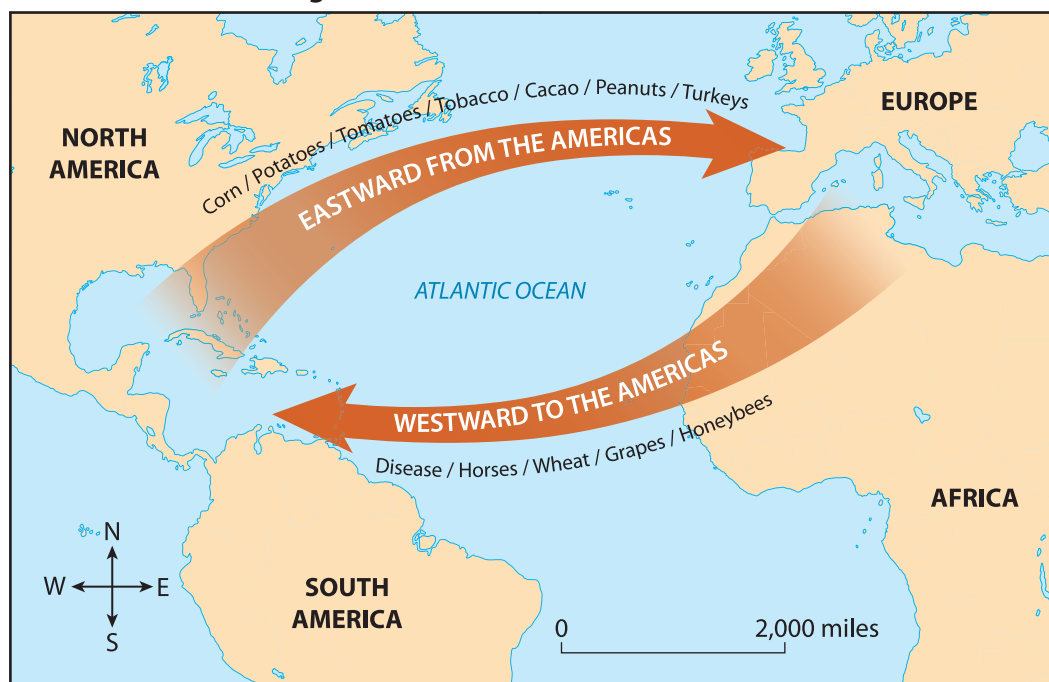 NORTH
AMERICA
EUROPE
Corn / Potatoes / Tomatoes / Tobacco / Cacao / Peanuts / Turkeys
EASTWARD FROM THE AMERICAS
ATLANTIC OCEAN
WESTWARD TO THE AMERICAS
Disease / Horses / Wheat / Grapes / Honeybees
AFRICA
SOUTH
AMERICA
N
W
E
S
0
2,000 miles